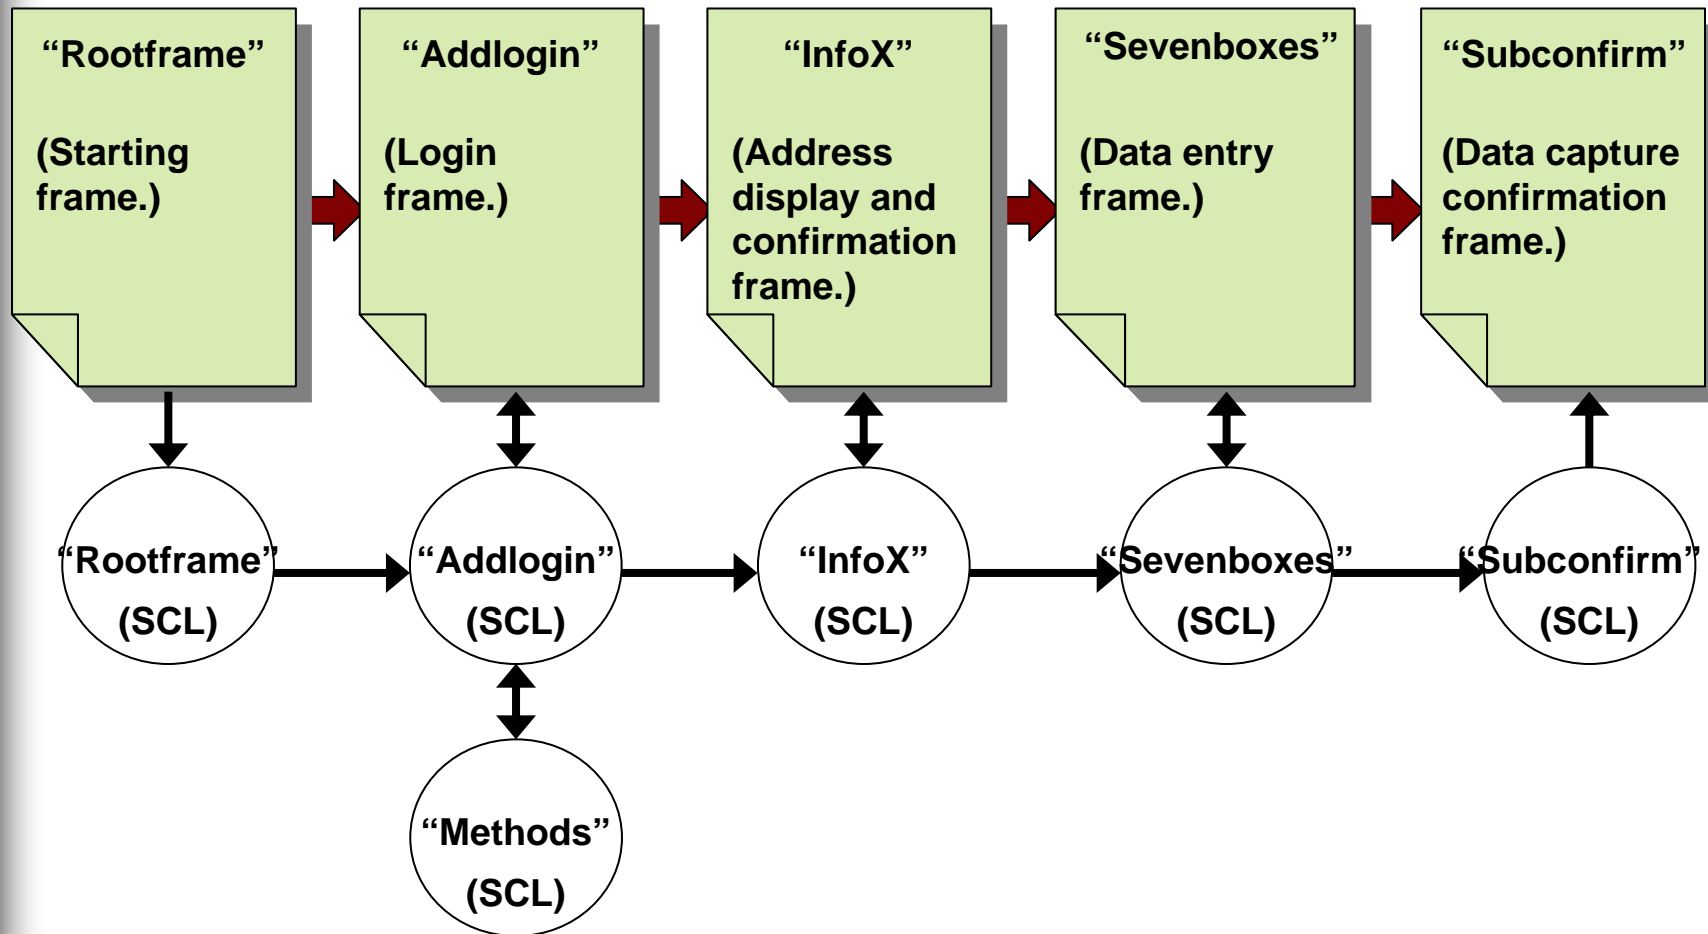 “Rootframe”
(Starting
frame.)
“Addlogin”
(Login
frame.)
“InfoX”
(Address
display and
confirmation
frame.)
“Sevenboxes”
(Data entry
frame.)
“Subconfirm”
(Data capture
confirmation
frame.)
“Rootframe”
(SCL)
“Addlogin”
(SCL)
“InfoX”
(SCL)
“Sevenboxes”
(SCL)
“Subconfirm”
(SCL)
“Methods”
(SCL)